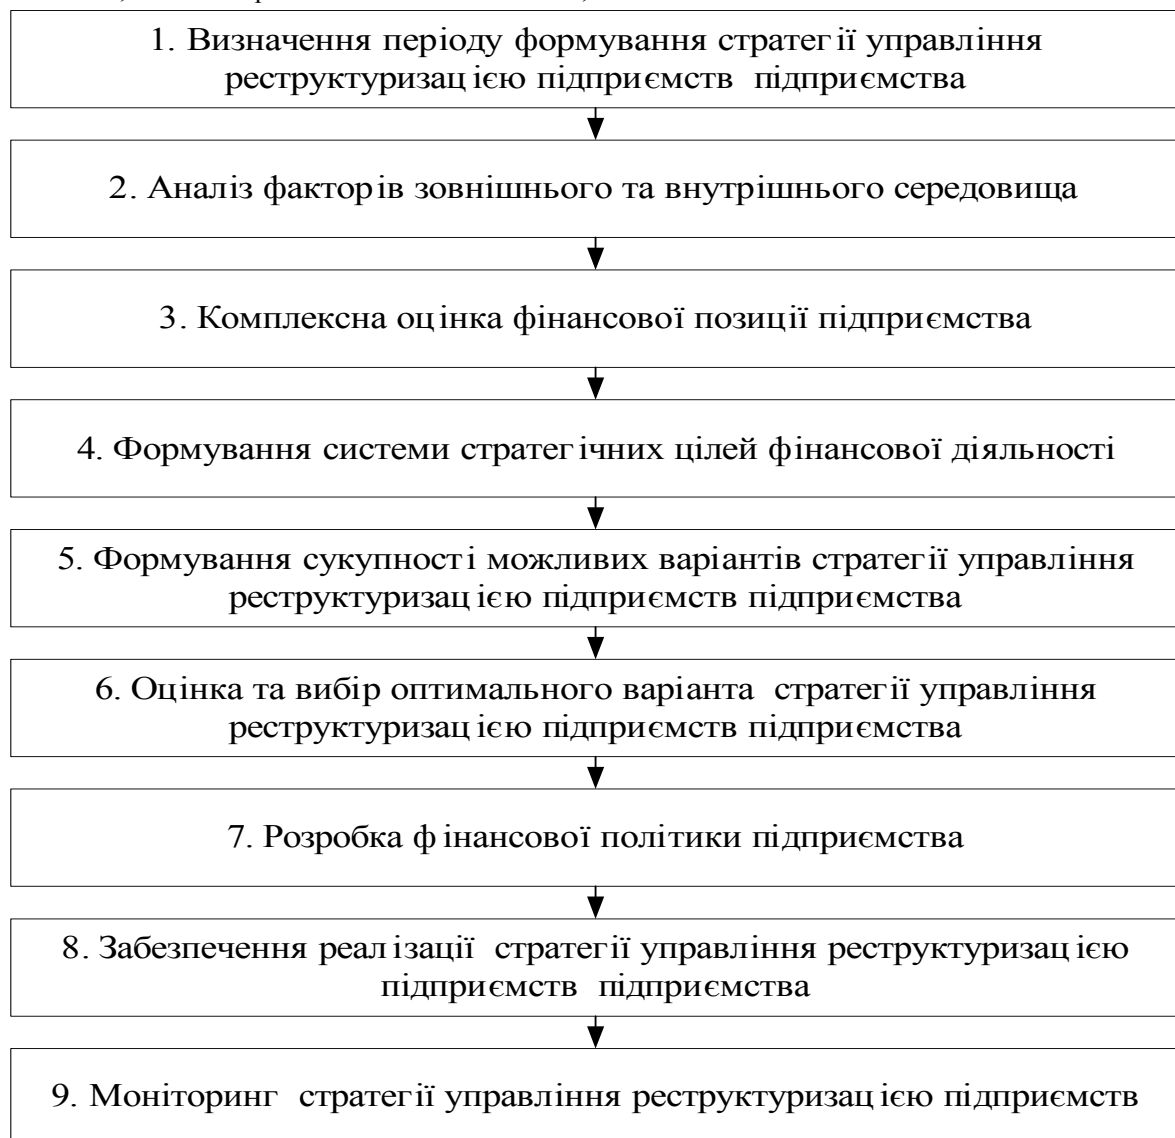 1. Визначення періоду формування стратегії управління
реструктуризацією підприємств підприємства
2. Аналіз факторів зовнішнього та внутрішнього середовища
3. Комплексна оцінка фінансової позиції підприємства
4. Формування системи стратегічних цілей фінансової діяльності
5. Формування сукупності можливих варіантів стратегії управління
реструктуризацією підприємств підприємства
6. Оцінка та вибір оптимального варіанта стратегії управління
реструктуризацією підприємств підприємства
7. Розробка фінансової політики підприємства
8. Забезпечення реалізації стратегії управління реструктуризацією
підприємств підприємства
9. Моніторинг стратегії управління реструктуризацією підприємств